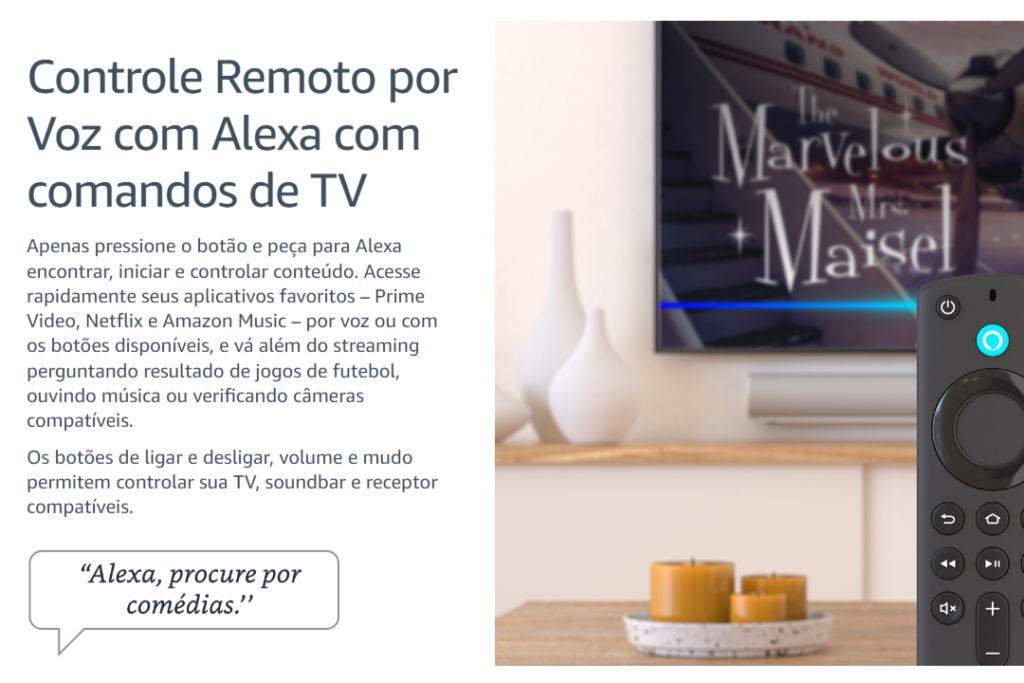 Controle Remoto por
Voz com Alexa com
comandos de TV
Apenas pressione o botão e peça para Alexa
encontrar, iniciar e controlar conteúdo. Acesse
rapidamente seus aplicativos favoritos – Prime
Video, Netflix e Amazon Music – por voz ou com
os botões disponíveis, e vá além do streaming
perguntando resultado de jogos de futebol,
ouvindo música ou verificando câmeras
compatíveis.
Os botões de ligar e desligar, volume e mudo
permitem controlar sua TV, soundbar e receptor
compatíveis.
“Alexa, procure por
comédias.’’
WORLD
The
Marvelous
Mrs.
Maisel